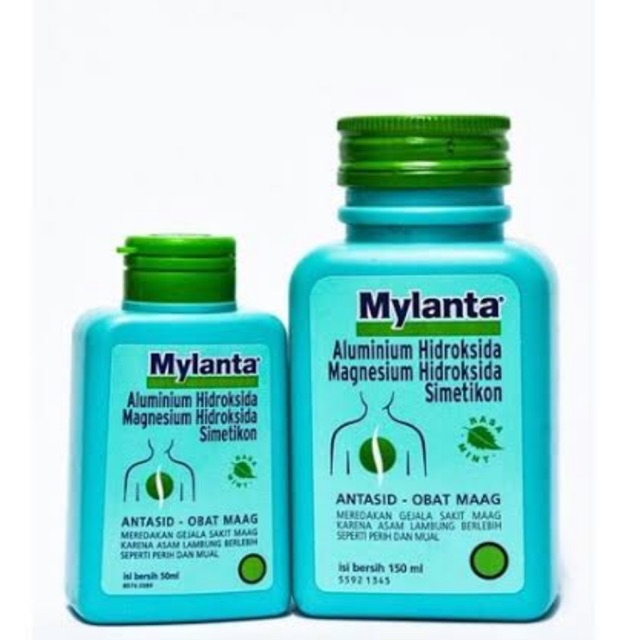 Mylanta
Aluminium Hidroksida
Magnesium Hidroksida
Simetikon
RASA
MINT
ANTASID - OBAT MAAG
MEREDAKAN GEJALA SAKIT MAAG
KARENA ASAM LAMBUNG BERLEBIH
SEPERTI PERIH DAN MUAL
isi bersih 50ml
Mylanta
Aluminium Hidroksida
Magnesium Hidroksida
Simetikon
RASA
MINT
ANTASID - OBAT MAAG
MEREDAKAN GEJALA SAKIT MAAG
KARENA ASAM LAMBUNG BERLEBIH
SEPERTI PERIH DAN MUAL
isi bersih 150 ml
5592 1345